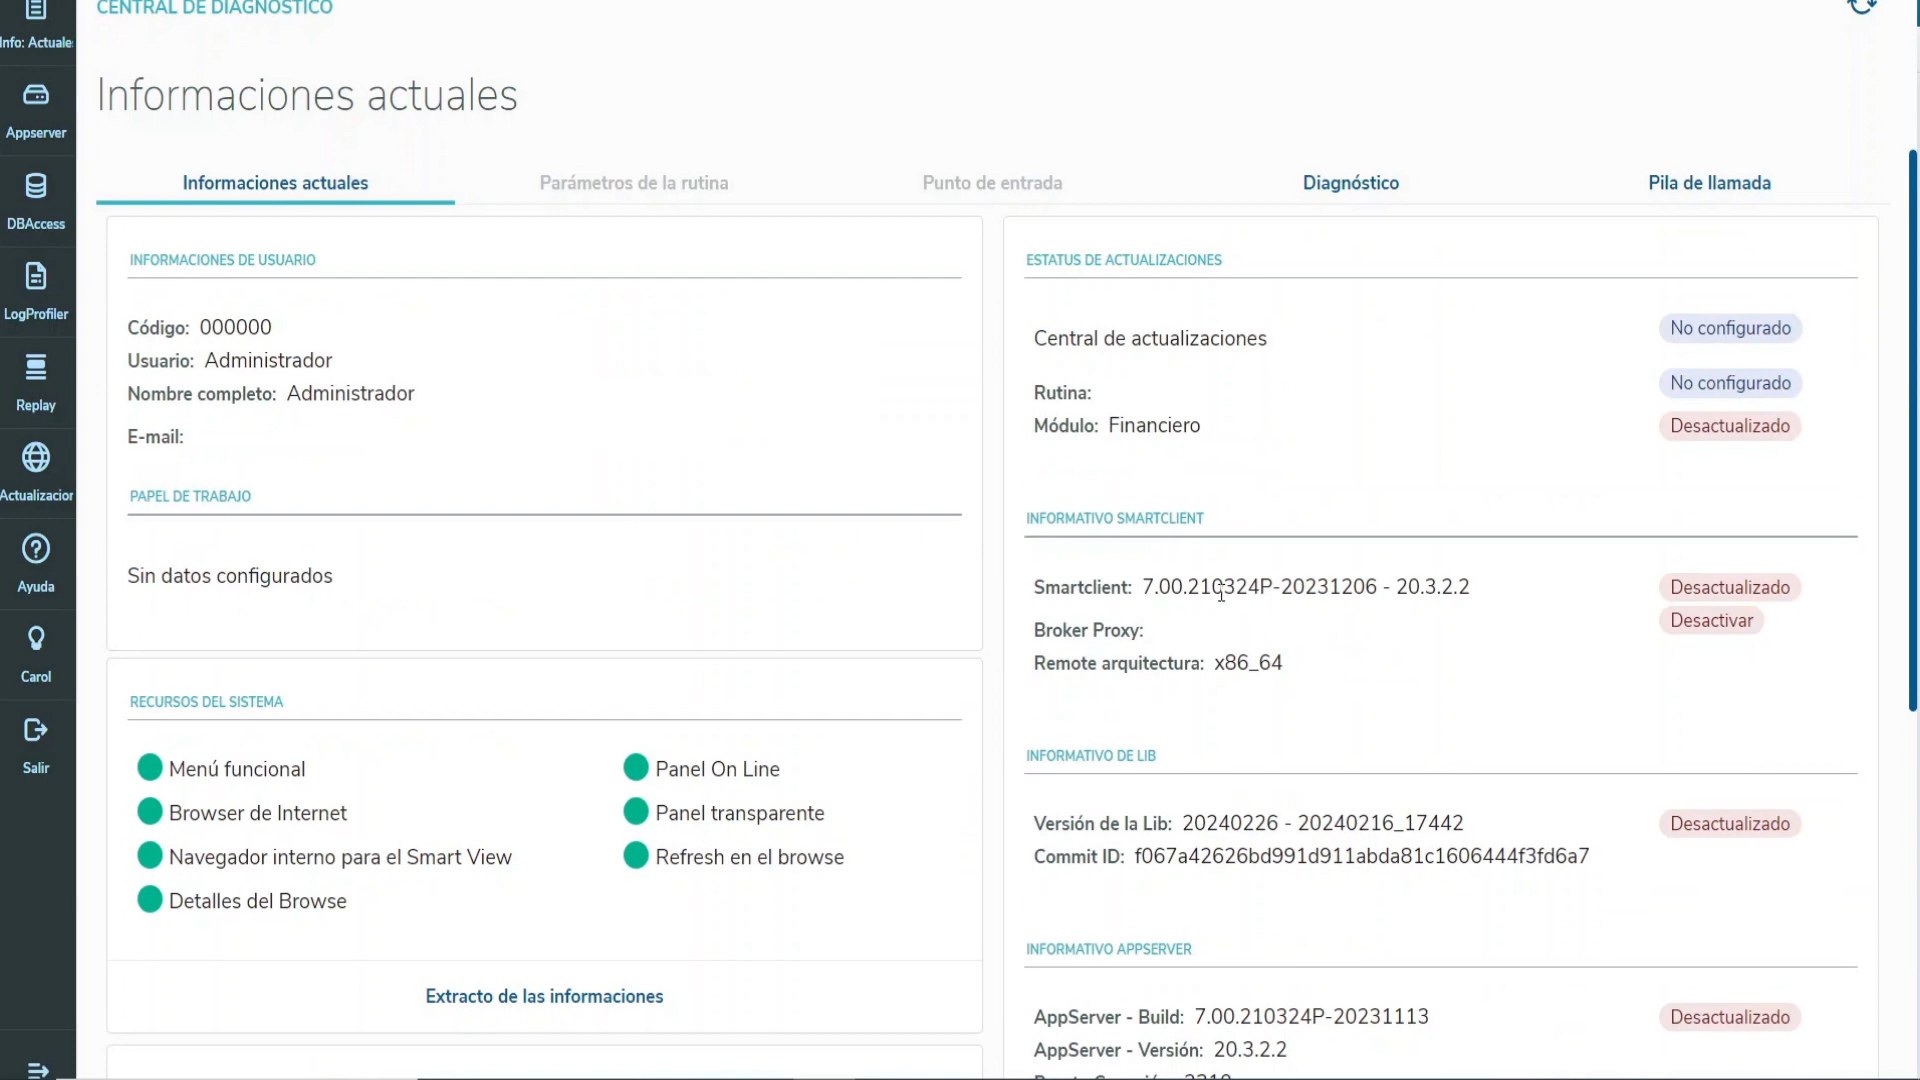 CENTRAL DE DIAGNÓSTICO
Info: Actuale
Appserver
DBAccess
LogProfiler
Replay
Actualizacion
Ayuda
Carol
Salir
Informaciones actuales
Informaciones actuales
Parámetros de la rutina
Punto de entrada
Diagnóstico
Pila de llamada
INFORMACIONES DE USUARIO
Código: 000000
Usuario: Administrador
Nombre completo: Administrador
E-mail:
PAPEL DE TRABAJO
Sin datos configurados
RECURSOS DEL SISTEMA
Menú funcional
Panel On Line
Browser de Internet
Panel transparente
Navegador interno para el Smart View
Refresh en el browse
Detalles del Browse
Extracto de las informaciones
ESTATUS DE ACTUALIZACIONES
Central de actualizaciones No configurado
Rutina: No configurado
Módulo: Financiero Desactualizado
INFORMATIVO SMARTCLIENT
Smartclient: 7.00.210324P-20231206 - 20.3.2.2 Desactualizado
Broker Proxy: Desactivar
Remote arquitectura: x86_64
INFORMATIVO DE LIB
Versión de la Lib: 20240226 - 20240216_17442 Desactualizado
Commit ID: f067a42626bd991d911abda81c1606444f3fd6a7
INFORMATIVO APPSERVER
AppServer - Build: 7.00.210324P-20231113 Desactualizado
AppServer - Versión: 20.3.2.2